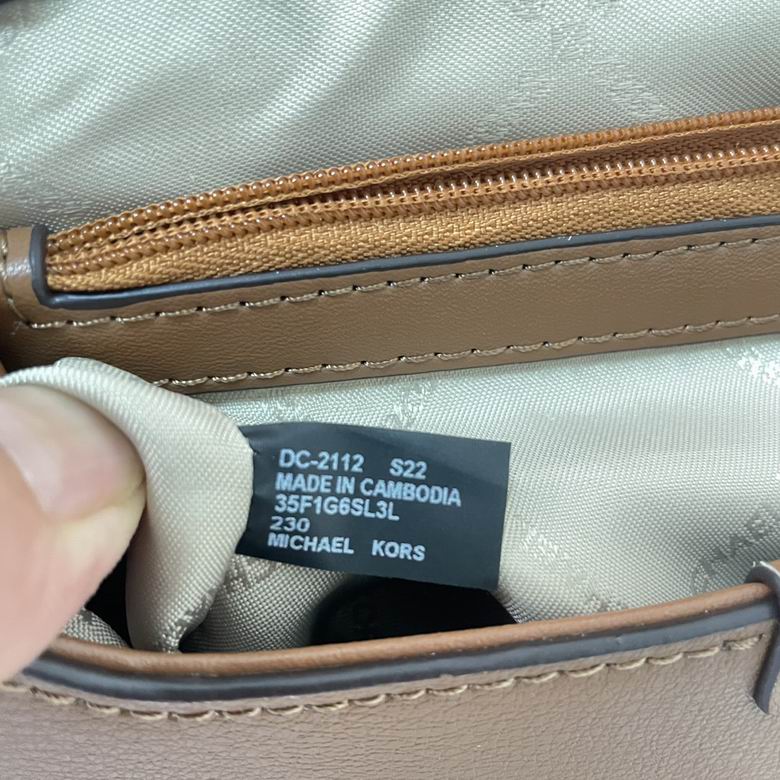 DC-2112 S22
MADE IN CAMBODIA
35F1G6SL3L
230
MICHAEL KORS